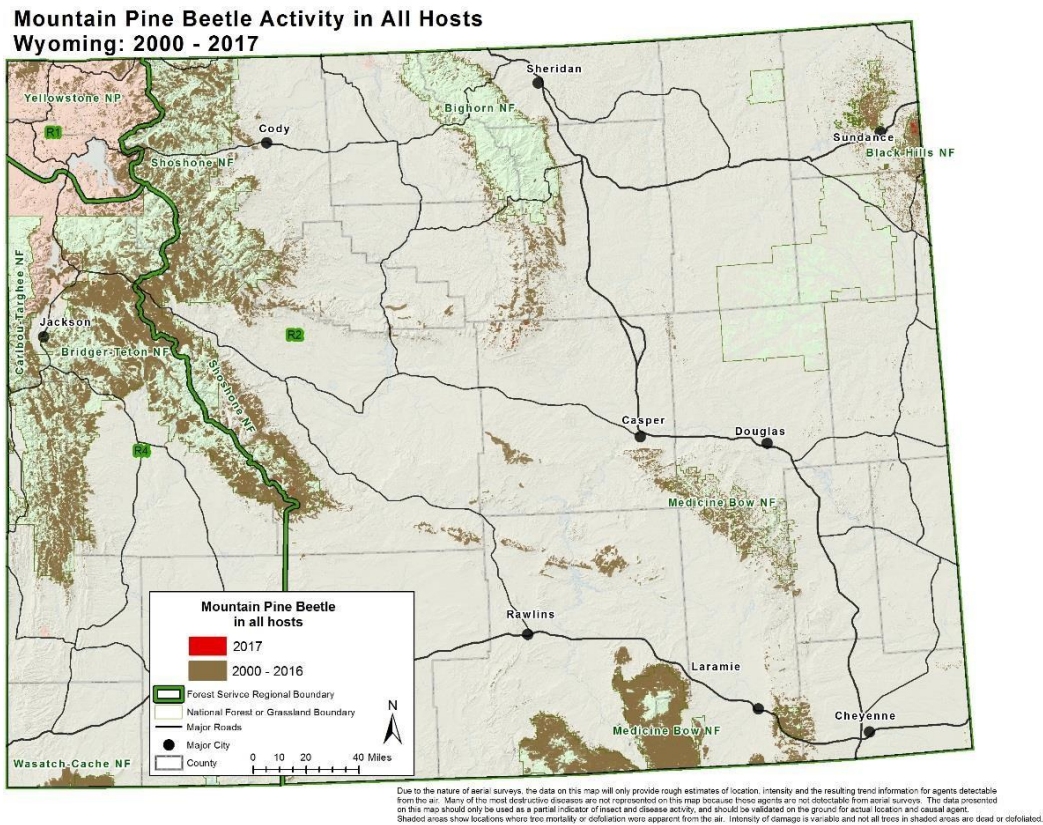 Mountain Pine Beetle Activity in All Hosts
Wyoming: 2000 - 2017
Sheridan
Yellowstone NP
Bighorn NF
R1
Cody
Sundance
Black Hills NF
Shoshone NF
Caribou-Targhee NF
Jackson
R2
Bridger-Teton NF
Shoshone NF
Casper
Douglas
R4
Medicine Bow NF
Mountain Pine Beetle
in all hosts
2017
2000 - 2016
Forest Serivce Regional Boundary
National Forest or Grassland Boundary
Major Roads
Major City
County
N
0 10 20 40 Miles
Rawlins
Laramie
Cheyenne
Medicine Bow NF
Wasatch-Cache NF
Due to the nature of aerial surveys, the data on this map will only provide rough estimates of location, intensity and the resulting trend information for agents detectable
from the air. Many of the most destructive diseases are not represented on this map because these agents are not detectable from aerial surveys. The data presented
on this map should only be used as a partial indicator of insect and disease activity, and should be validated on the ground for actual location and causal agent.
Shaded areas show locations where tree mortality or defoliation were apparent from the air. Intensity of damage is variable and not all trees in shaded areas are dead or defoliated.